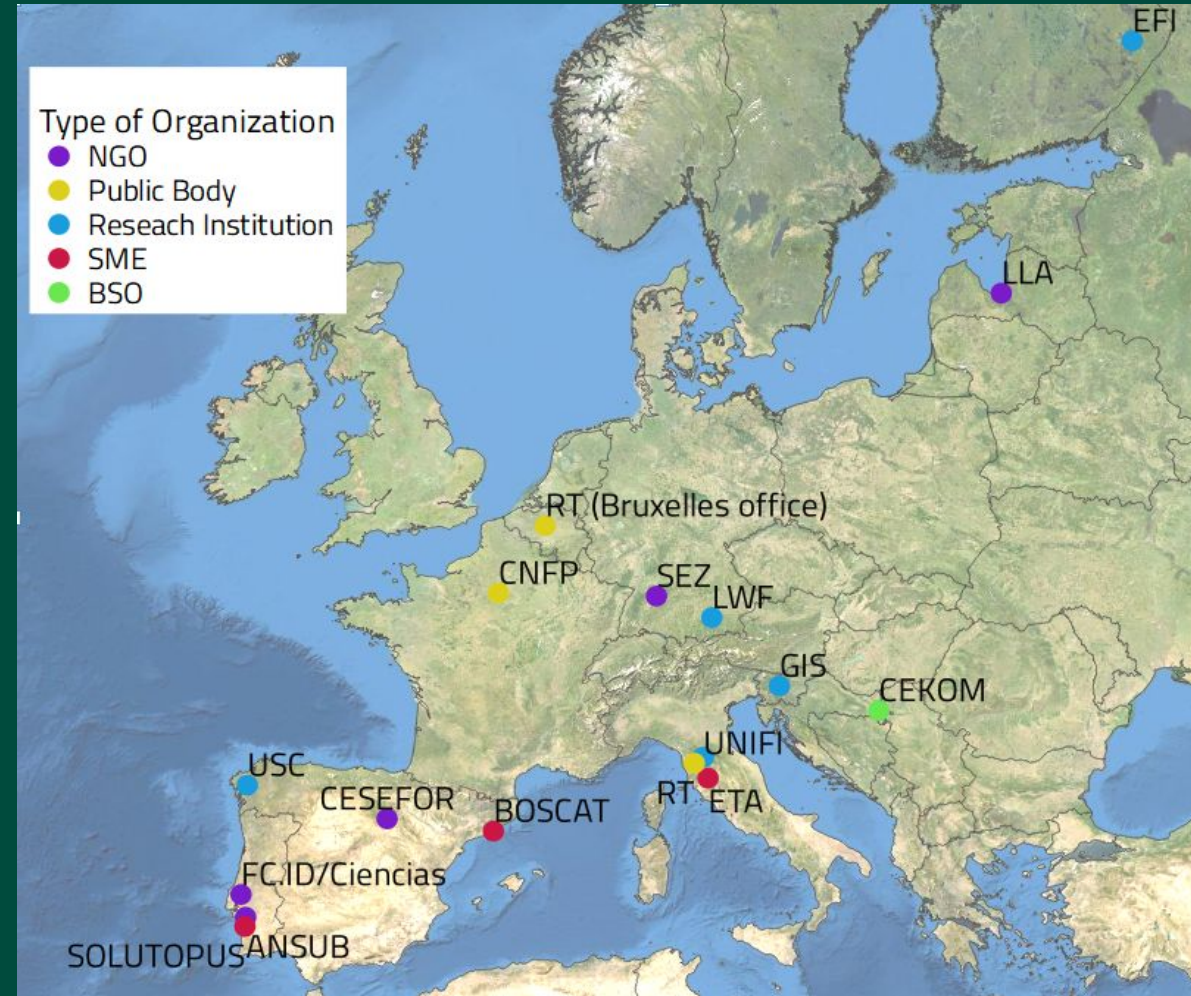 EFI
Type of Organization
NGO
Public Body
Reseach Institution
SME
BSO
LLA
RT (Bruxelles office)
CNFP
SEZ
LWF
GIS
CEKOM
UNIFI
USC
CESEFOR
RT
ETA
BOSCAT
FC.ID/Ciencias
ANSUB
SOLUTOPUS